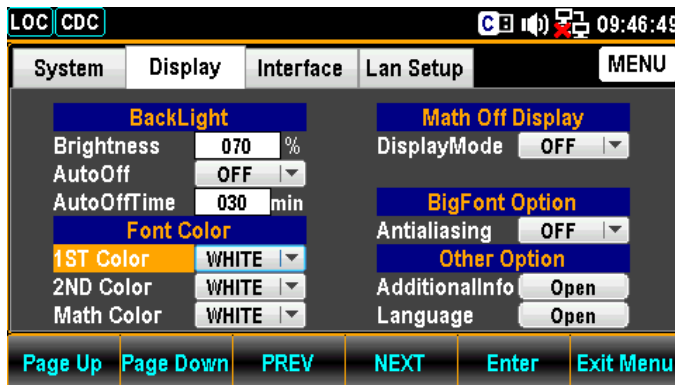 LOC CDC C 09:46:49
System Display Interface Lan Setup MENU
BackLight
Brightness 070 %
AutoOff OFF
AutoOffTime 030 min
Font Color
1ST Color WHITE
2ND Color WHITE
Math Color WHITE
Math Off Display
DisplayMode OFF
BigFont Option
Antialiasing OFF
Other Option
AdditionalInfo Open
Language Open
Page Up Page Down PREV NEXT Enter Exit Menu